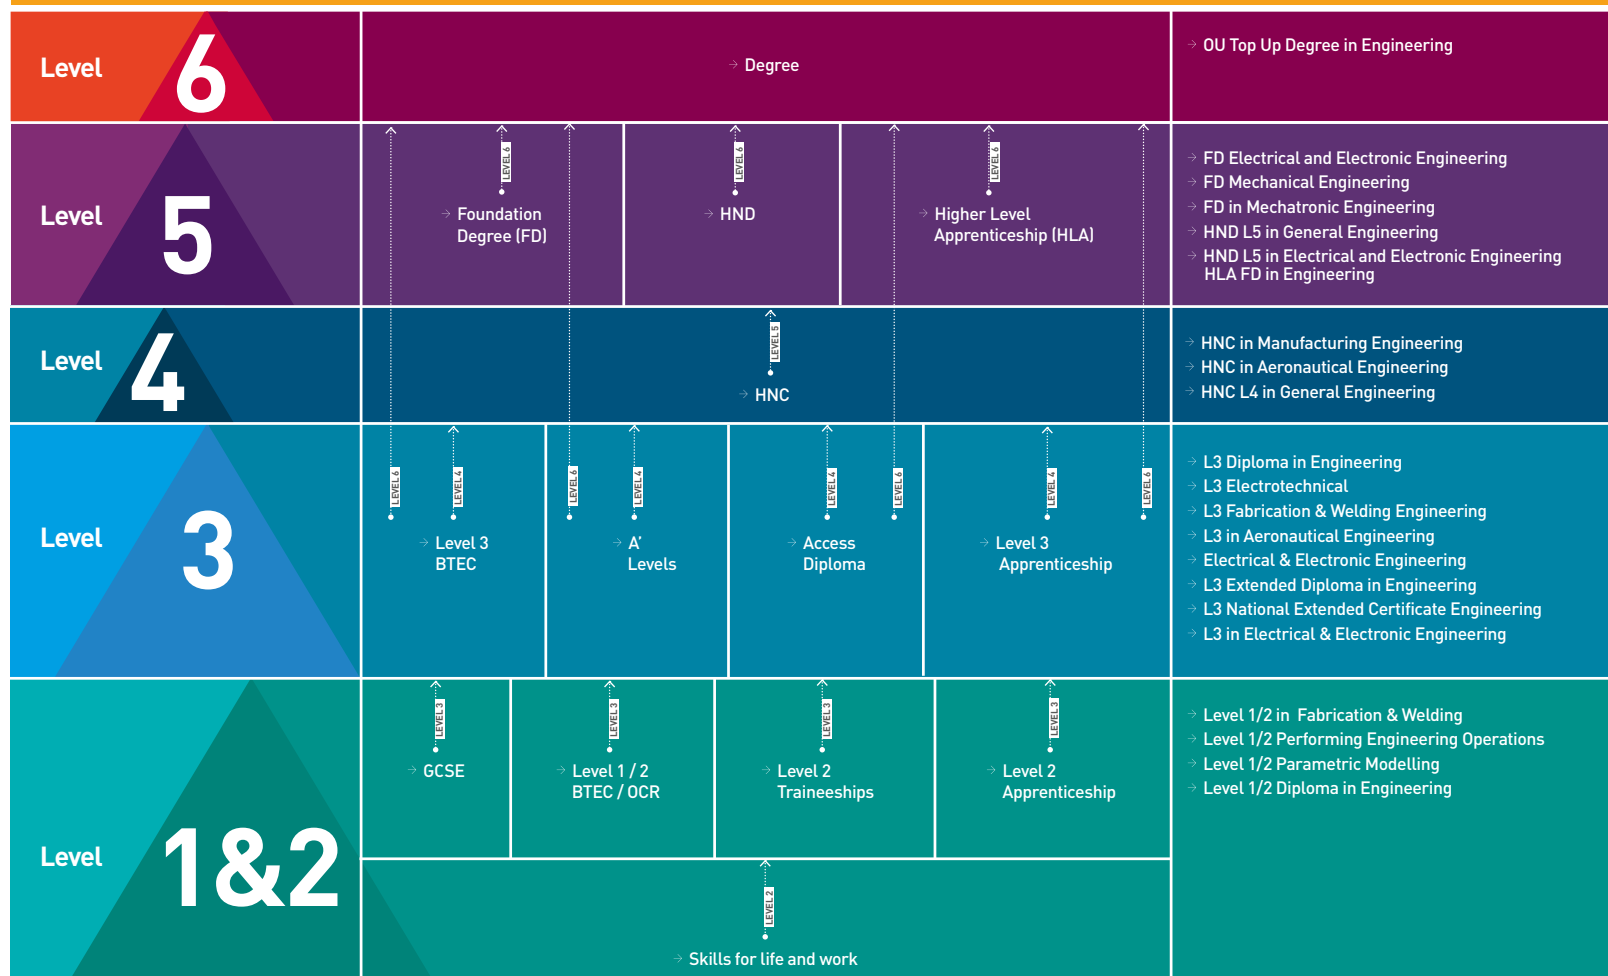 Level
6
→ Degree
→ OU Top Up Degree in Engineering
Level
5
LEVEL 6
→ Foundation
Degree (FD)
LEVEL 6
→ HND
LEVEL 6
→ Higher Level
Apprenticeship (HLA)
→ FD Electrical and Electronic Engineering
→ FD Mechanical Engineering
→ FD in Mechatronic Engineering
→ HND L5 in General Engineering
→ HND L5 in Electrical and Electronic Engineering
HLA FD in Engineering
Level
4
LEVEL 5
→ HNC
→ HNC in Manufacturing Engineering
→ HNC in Aeronautical Engineering
→ HNC L4 in General Engineering
Level
3
LEVEL 6
LEVEL 4
→ Level 3
BTEC
LEVEL 6
LEVEL 4
→ A'
Levels
LEVEL 4
LEVEL 6
→ Access
Diploma
LEVEL 4
LEVEL 6
→ Level 3
Apprenticeship
→ L3 Diploma in Engineering
→ L3 Electrotechnical
→ L3 Fabrication & Welding Engineering
→ L3 in Aeronautical Engineering
→ Electrical & Electronic Engineering
→ L3 Extended Diploma in Engineering
→ L3 National Extended Certificate Engineering
→ L3 in Electrical & Electronic Engineering
Level
1&2
LEVEL 3
→ GCSE
LEVEL 3
→ Level 1 / 2
BTEC / OCR
LEVEL 3
→ Level 2
Traineeships
LEVEL 3
→ Level 2
Apprenticeship
LEVEL 2
→ Skills for life and work
→ Level 1/2 in Fabrication & Welding
→ Level 1/2 Performing Engineering Operations
→ Level 1/2 Parametric Modelling
→ Level 1/2 Diploma in Engineering